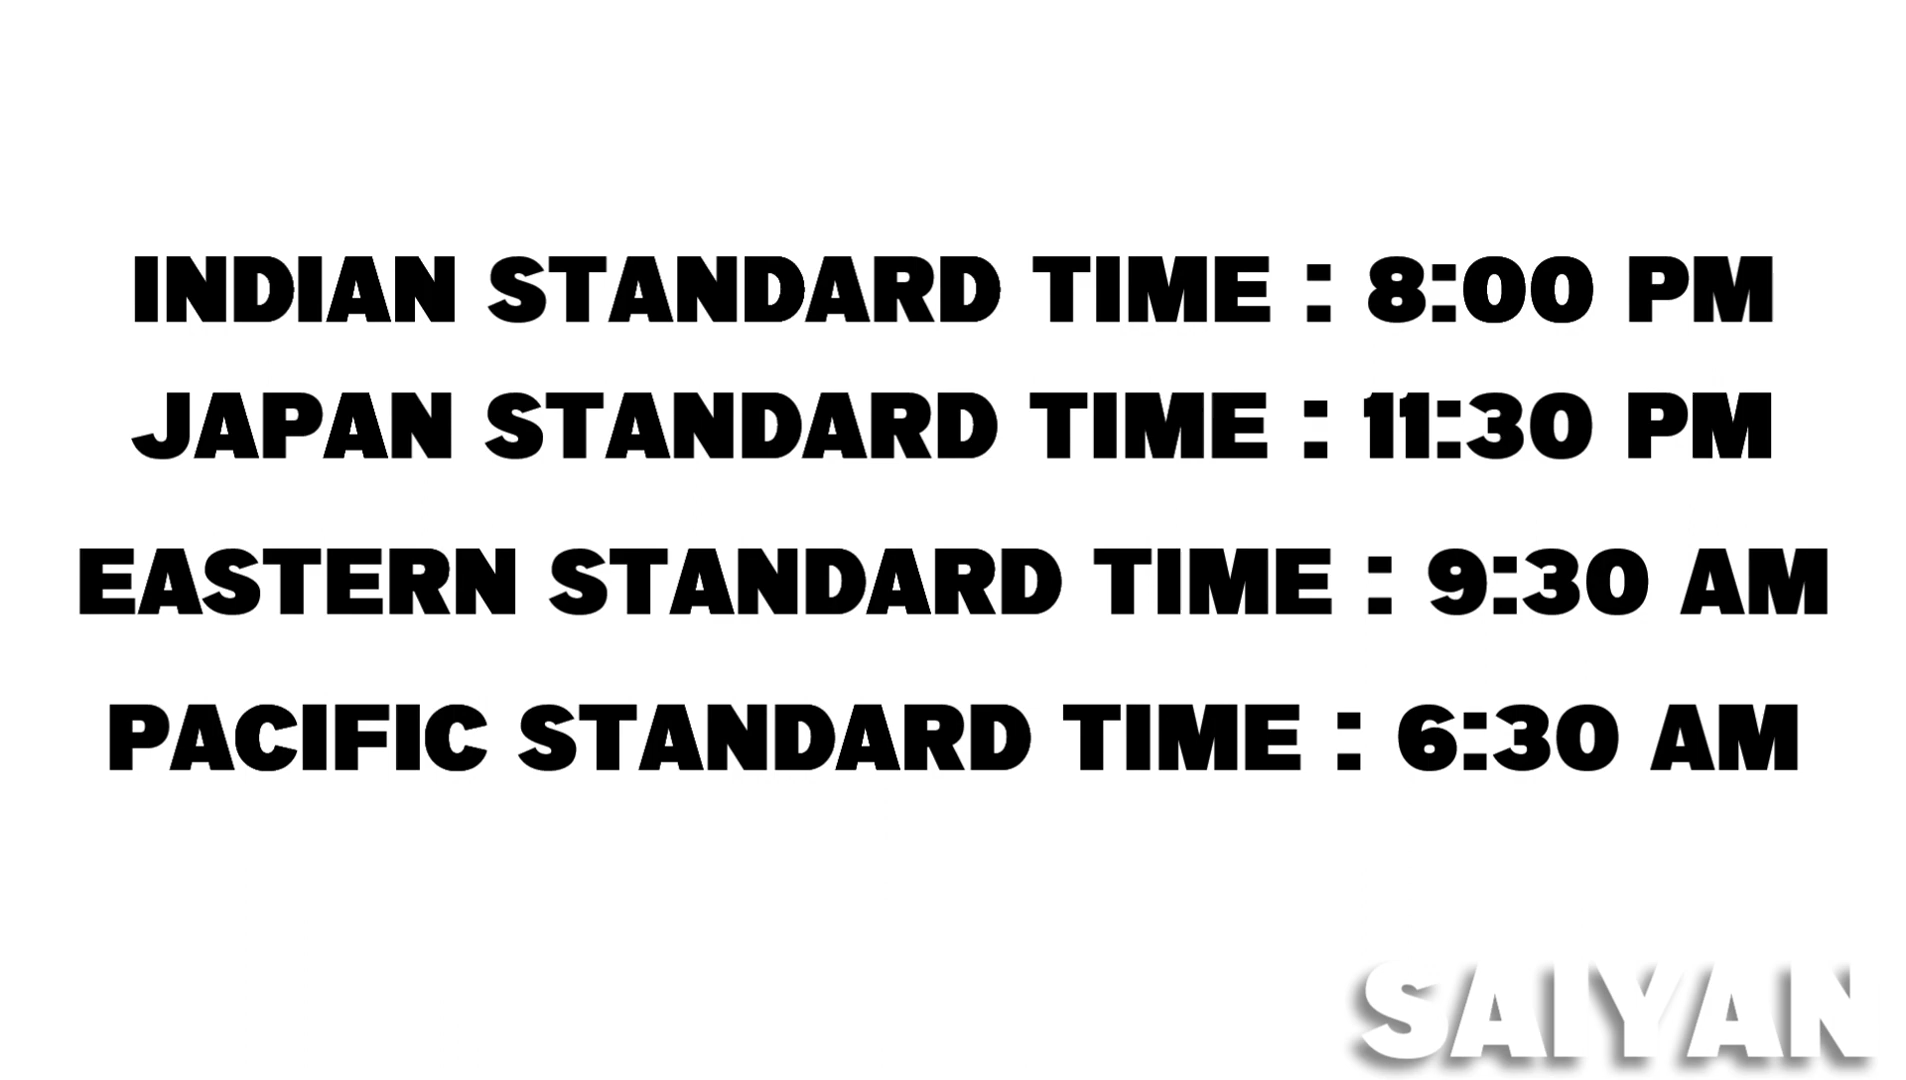 INDIAN STANDARD TIME : 8:00 PM
JAPAN STANDARD TIME : 11:30 PM
EASTERN STANDARD TIME : 9:30 AM
PACIFIC STANDARD TIME : 6:30 AM
SAIYAN